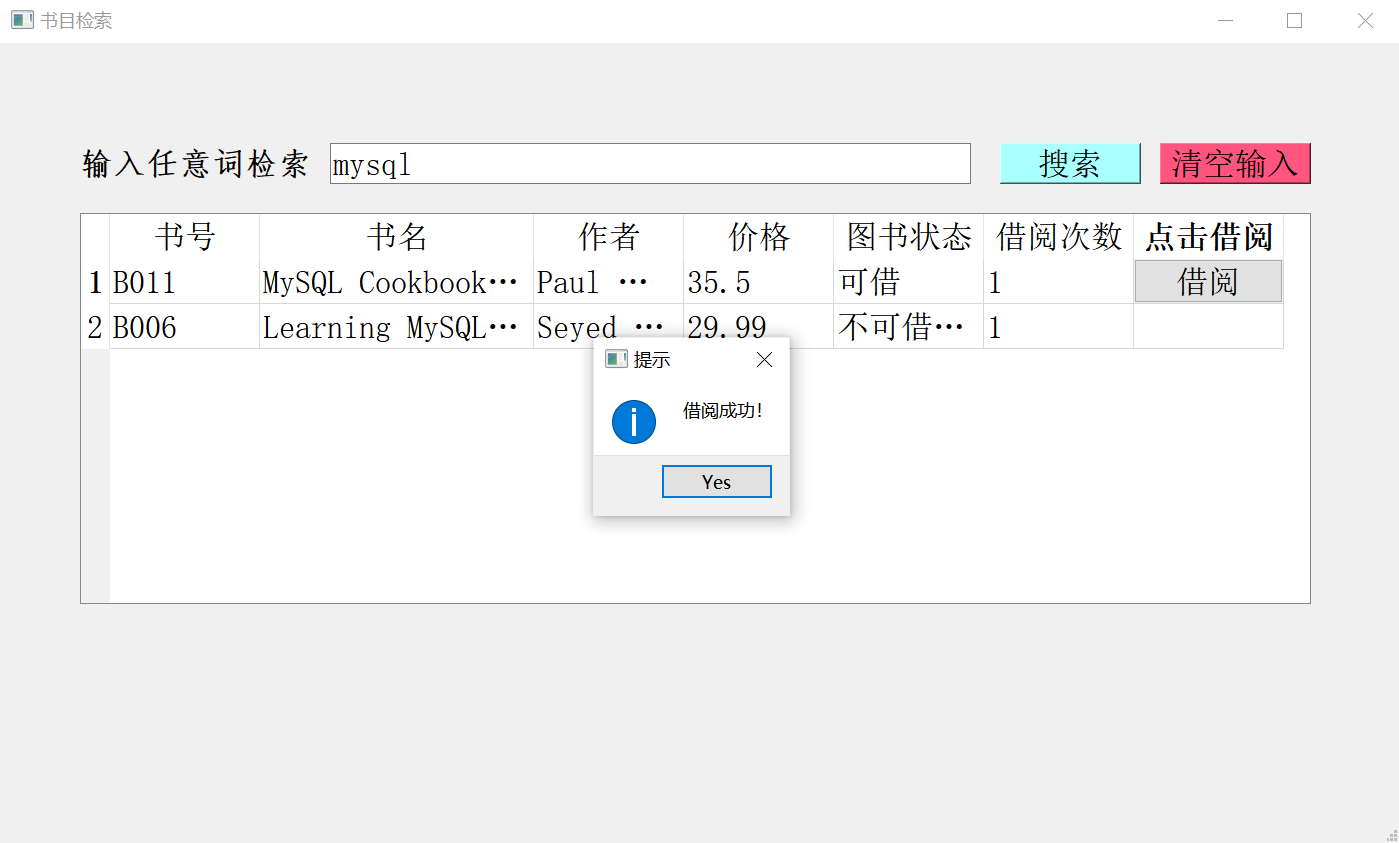 书目检索
输入任意词检索 mysql 搜索 清空输入
书号 书名 作者 价格 图书状态 借阅次数 点击借阅
1 B011 MySQL Cookbook… Paul … 35.5 可借 1 借阅
2 B006 Learning MySQL… Seyed … 29.99 不可借… 1
提示
借阅成功!
Yes